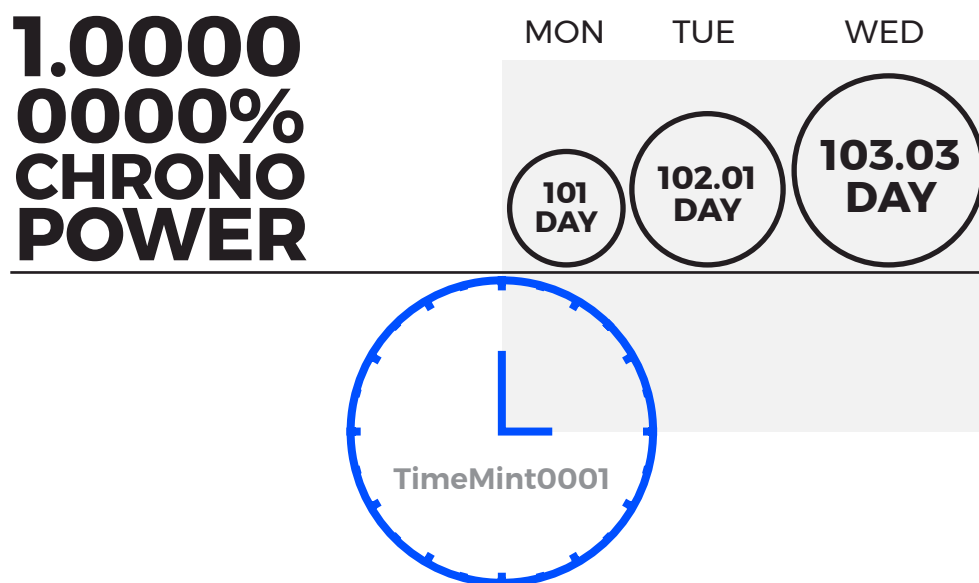 1.0000
0000%
CHRONO
POWER
MON TUE WED
101
DAY
102.01
DAY
103.03
DAY
TimeMint0001